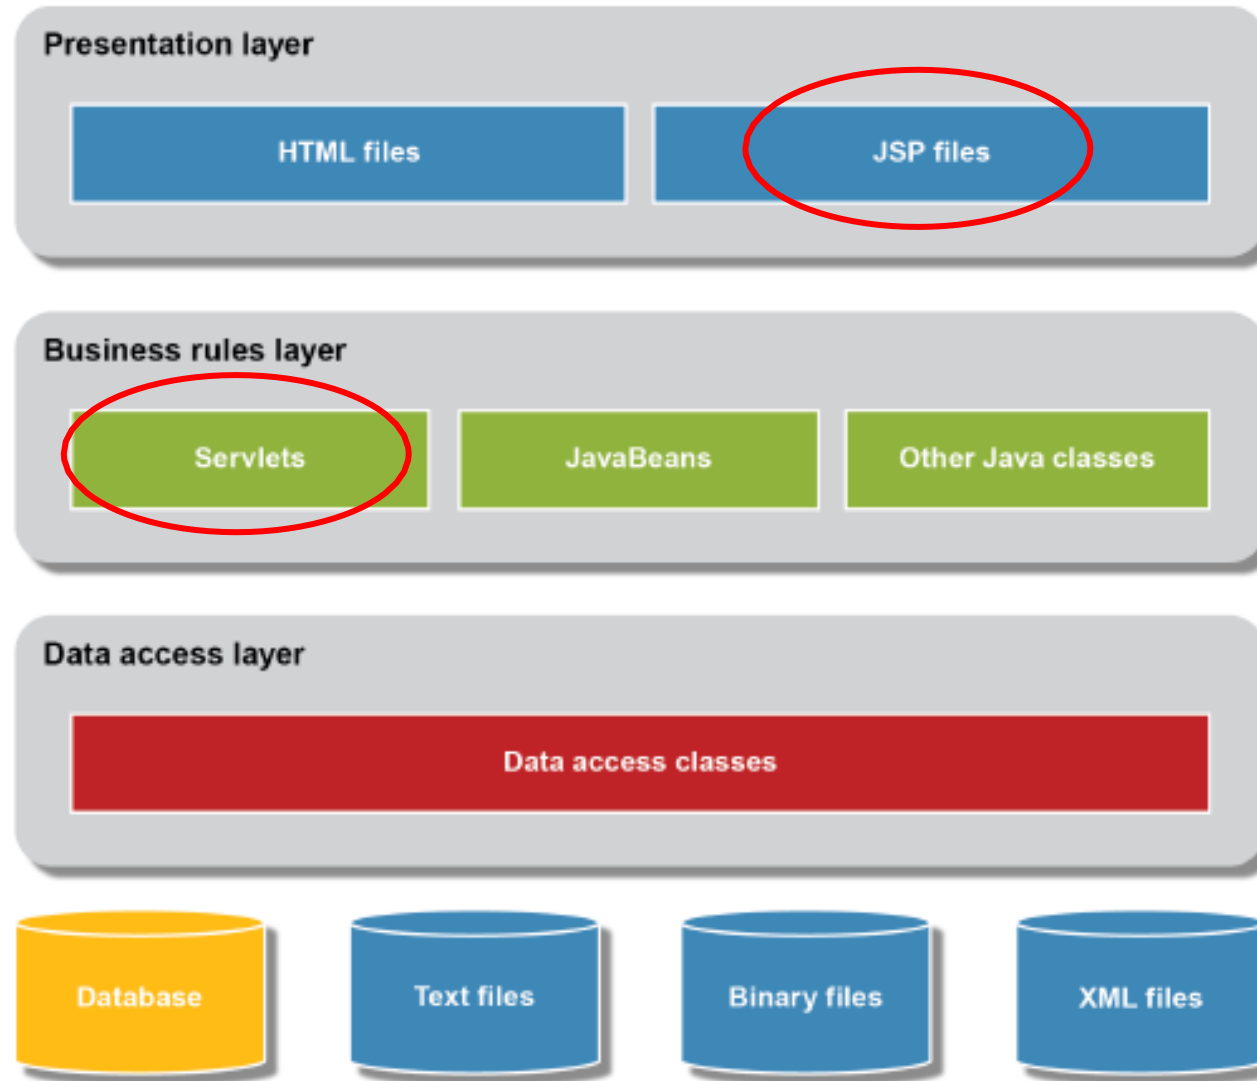 Presentation layer
HTML files
JSP files
Business rules layer
Servlets
JavaBeans
Other Java classes
Data access layer
Data access classes
Database
Text files
Binary files
XML files